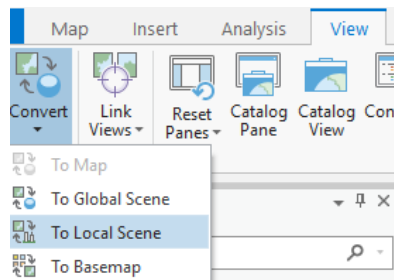 Map Insert Analysis View
Convert Link Views Reset Panes Catalog Pane Catalog View Con
To Map
To Global Scene
To Local Scene
To Basemap